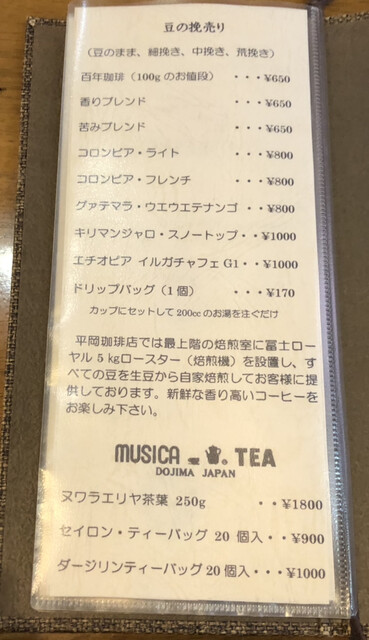 豆の挽売り
(豆のまま、細挽き、中挽き、荒挽き)
百年珈琲（100gのお値段） ・・・¥650
香りブレンド ・・・¥650
苦みブレンド ・・・¥650
コロンビア・ライト ・・・¥800
コロンビア・フレンチ ・・・¥800
グァテマラ・ウエウエテナンゴ ・・¥800
キリマンジャロ・スノートップ・・¥1000
エチオピア イルガチャフェ G1・・¥1000
ドリップバッグ（1個） ・・・¥170
カップにセットして200ccのお湯を注ぐだけ
平岡珈琲店では最上階の焙煎室に富士ロー
ヤル5kgロースター（焙煎機）を設置し、す
べての豆を生豆から自家焙煎してお客様に提
供しております。新鮮な香り高いコーヒーを
お楽しみ下さい。
MUSICA TEA
DOJIMA JAPAN
ヌワラエリヤ茶葉 250g ・・¥1800
セイロン・ティーバッグ 20 個入・・¥900
ダージリンティーバッグ 20 個入・・・¥1000